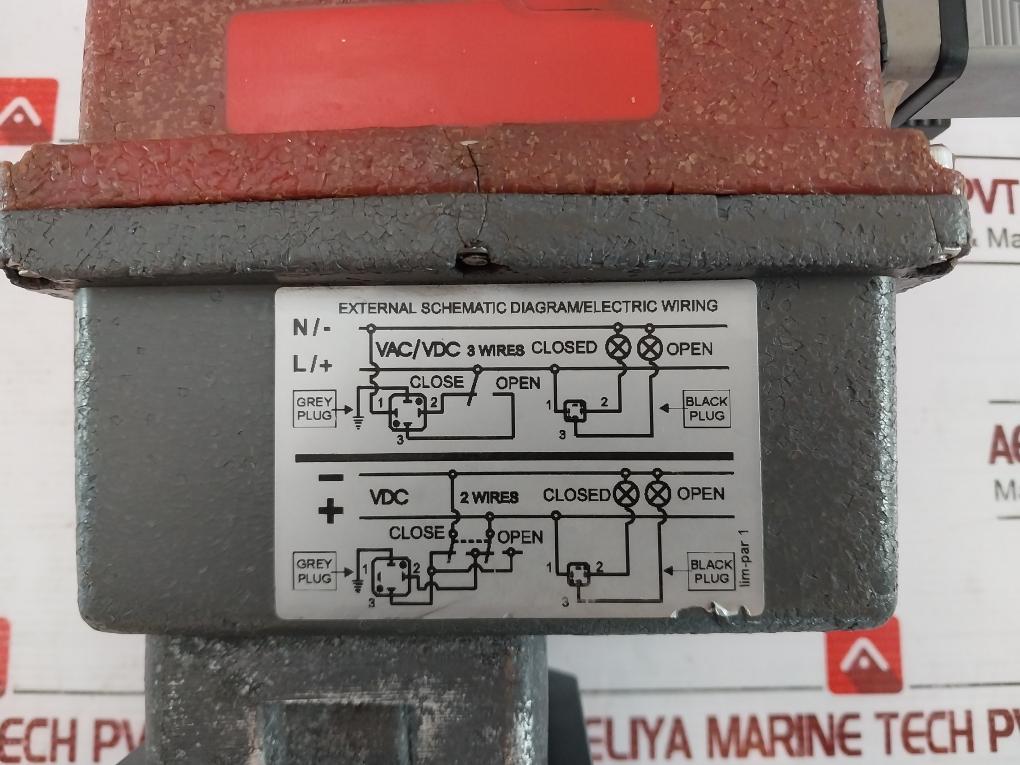 EXTERNAL SCHEMATIC DIAGRAM/ELECTRIC WIRING
N/-
L/+
VAC/VDC 3 WIRES CLOSED OPEN
CLOSE OPEN
GREY
PLUG
1 2
3
1 2
3
BLACK
PLUG
-
+
VDC 2 WIRES CLOSED OPEN
CLOSE OPEN
GREY
PLUG
1 2
3
1 2
3
BLACK
PLUG
lim-par 1
PVT
& Ma
AE
Ma
TECH PV
AELIYA MARINE TECH PV